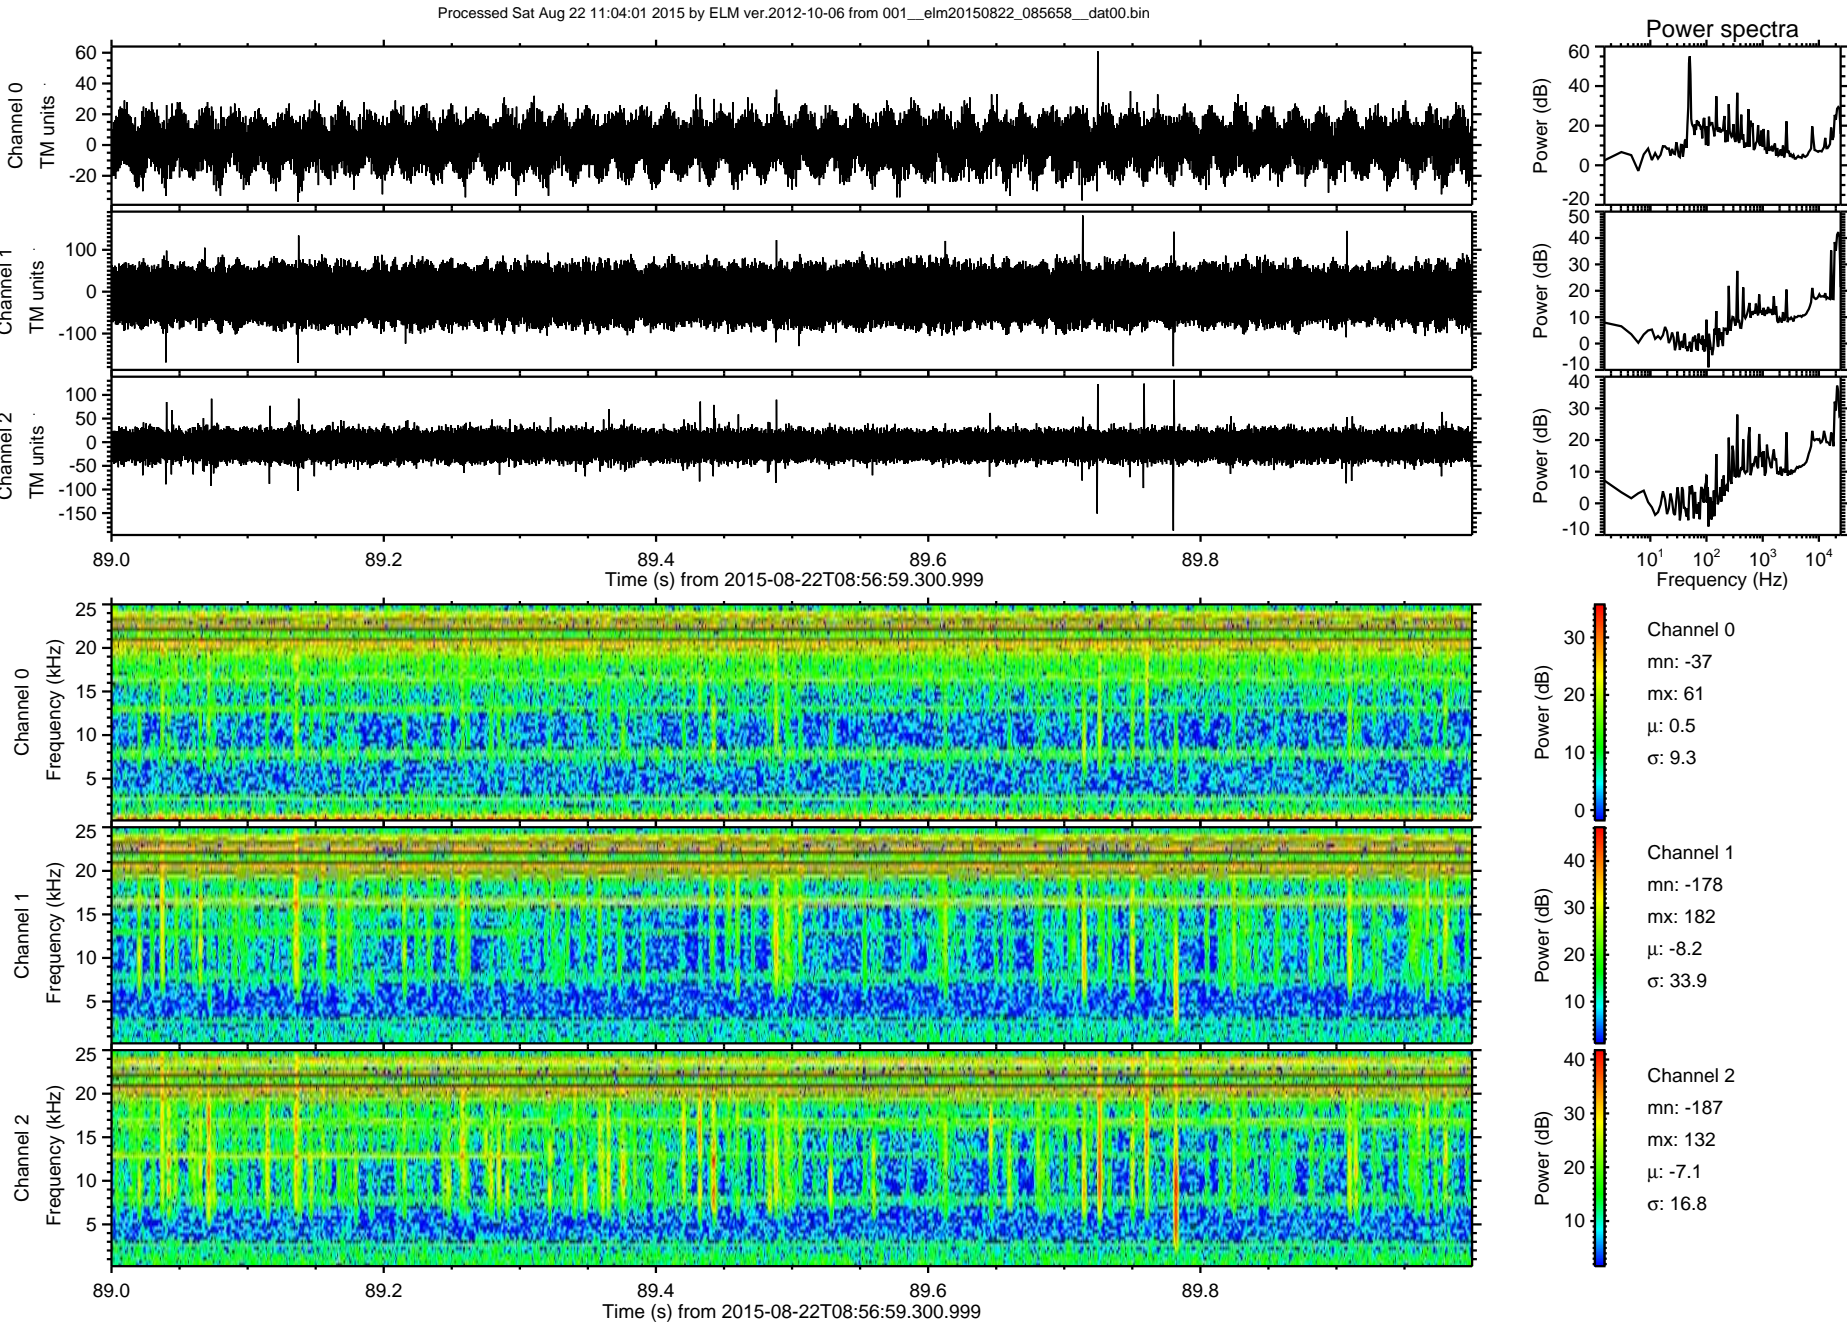 Processed Sat Aug 22 11:04:01 2015 by ELM ver.2012-10-06 from 001__elm20150822_085658__dat00.bin
Power spectra
Channel 0
TM units
60
40
20
0
-20
Power (dB)
60
40
20
0
-20
Channel 1
TM units
100
0
-100
Power (dB)
50
40
30
20
10
0
-10
Channel 2
TM units
100
50
0
-50
-100
-150
Power (dB)
40
30
20
10
0
-10
89.0 89.2 89.4 89.6 89.8
Time (s) from 2015-08-22T08:56:59.300.999
10¹ 10² 10³ 10⁴
Frequency (Hz)
Channel 0
Frequency (kHz)
25
20
15
10
5
Power (dB)
30
20
10
0
Channel 0
mn: -37
mx: 61
μ: 0.5
σ: 9.3
Channel 1
Frequency (kHz)
25
20
15
10
5
Power (dB)
40
30
20
10
Channel 1
mn: -178
mx: 182
μ: -8.2
σ: 33.9
Channel 2
Frequency (kHz)
25
20
15
10
5
Power (dB)
40
30
20
10
Channel 2
mn: -187
mx: 132
μ: -7.1
σ: 16.8
89.0 89.2 89.4 89.6 89.8
Time (s) from 2015-08-22T08:56:59.300.999